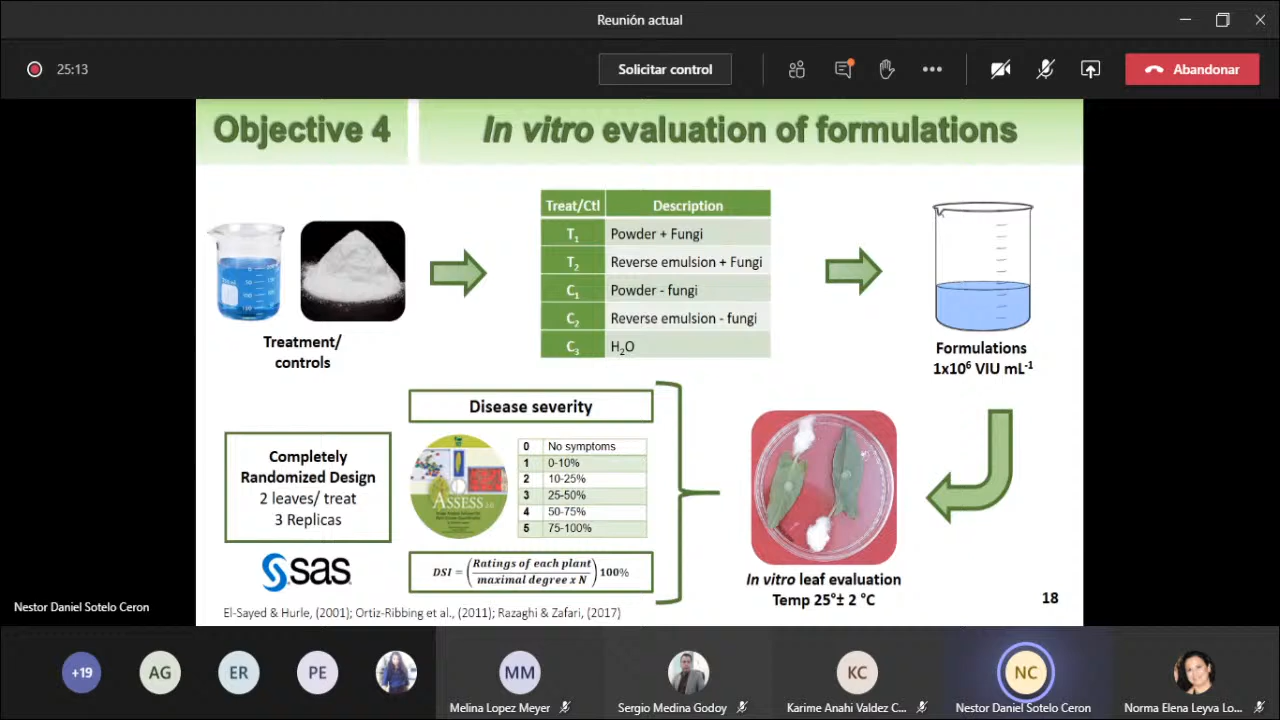 Reunión actual
25:13
Solicitar control
Abandonar
Objective 4
In vitro evaluation of formulations
Treatment/
controls
Treat/Ctl Description
T1 Powder + Fungi
T2 Reverse emulsion + Fungi
C1 Powder - fungi
C2 Reverse emulsion - fungi
C3 H2O
Formulations
1x10⁶ VIU mL⁻¹
Disease severity
Completely
Randomized Design
2 leaves/ treat
3 Replicas
sas
ASSESS 2.0
0 No symptoms
1 0-10%
2 10-25%
3 25-50%
4 50-75%
5 75-100%
DSI = (Ratings of each plant / maximal degree x N) 100%
In vitro leaf evaluation
Temp 25°± 2 °C
El-Sayed & Hurle, (2001); Ortiz-Ribbing et al., (2011); Razaghi & Zafari, (2017)
18
Nestor Daniel Sotelo Ceron
+19
AG
ER
PE
MM
KC
NC
Melina Lopez Meyer
Sergio Medina Godoy
Karime Anahi Valdez C...
Nestor Daniel Sotelo Ceron
Norma Elena Leyva Lo...